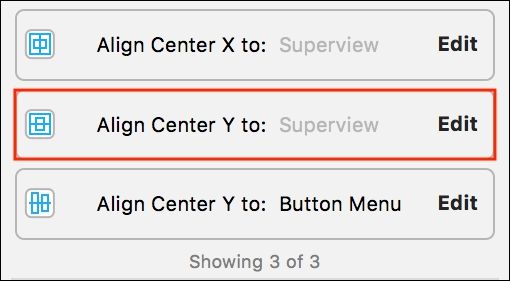 Align Center X to: Superview Edit
Align Center Y to: Superview Edit
Align Center Y to: Button Menu Edit
Showing 3 of 3